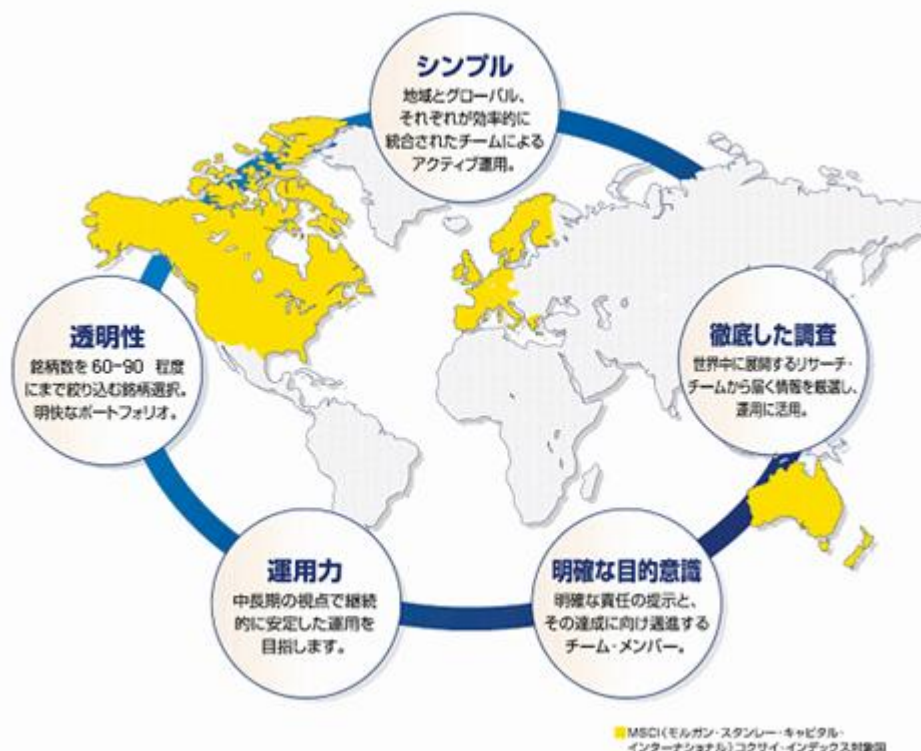 シンプル
地域とグローバル、
それぞれが効率的に
統合されたチームによる
アクティブ運用。
透明性
銘柄数を 60-90 程度
にまで絞り込む銘柄選択。
明快なポートフォリオ。
徹底した調査
世界中に展開するリサーチ・
チームから届く情報を厳選し、
運用に活用。
運用力
中長期の視点で継続
的に安定した運用を
目指します。
明確な目的意識
明確な責任の提示と、
その達成に向け邁進する
チーム・メンバー。
MSCI(モルガン・スタンレー・キャピタル・
インターナショナル)コクサイ・インデックス対象国